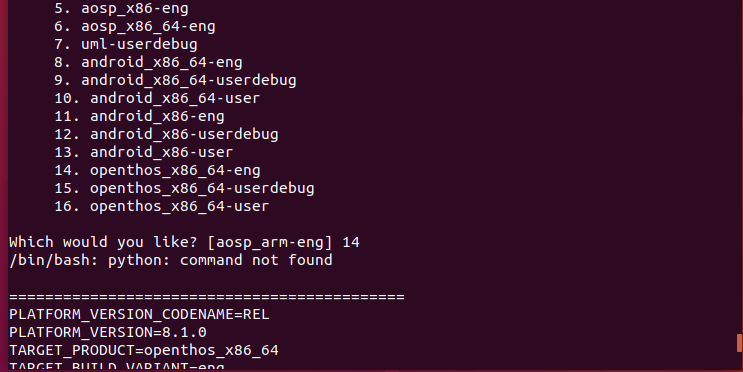 5. aosp_x86-eng
6. aosp_x86_64-eng
7. uml-userdebug
8. android_x86_64-eng
9. android_x86_64-userdebug
10. android_x86_64-user
11. android_x86-eng
12. android_x86-userdebug
13. android_x86-user
14. openthos_x86_64-eng
15. openthos_x86_64-userdebug
16. openthos_x86_64-user
Which would you like? [aosp_arm-eng] 14
/bin/bash: python: command not found
============================================
PLATFORM_VERSION_CODENAME=REL
PLATFORM_VERSION=8.1.0
TARGET_PRODUCT=openthos_x86_64
TARGET_BUILD_VARIANT=eng